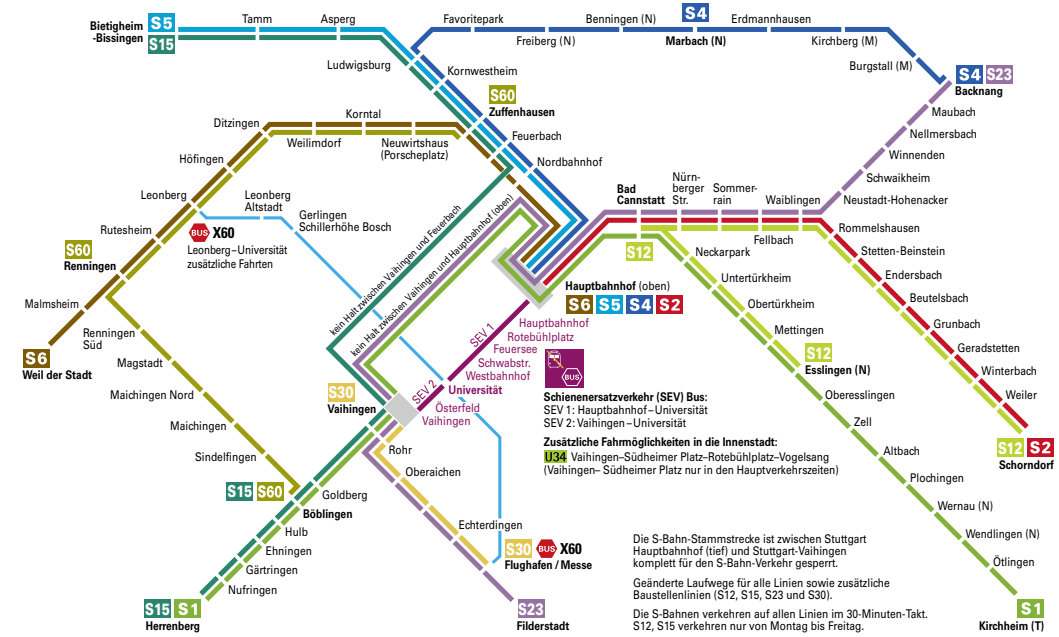 Bietigheim
-Bissingen
S5
S15
Tamm
Asperg
Ludwigsburg
Favoritepark
Freiberg (N)
Benningen (N)
S4
Marbach (N)
Erdmannhausen
Kirchberg (M)
Burgstall (M)
S4 S23
Backnang
Maubach
Nellmersbach
Winnenden
Schwaikheim
Neustadt-Hohenacker
Kornwestheim
S60
Zuffenhausen
Feuerbach
Nordbahnhof
Ditzingen
Korntal
Weilimdorf
Neuwirtshaus
(Porscheplatz)
Höfingen
Leonberg
Leonberg
Altstadt
Gerlingen
Schillerhöhe Bosch
BUS X60
Leonberg–Universität
zusätzliche Fahrten
Rutesheim
S60
Renningen
Malmsheim
S6
Weil der Stadt
Renningen
Süd
Magstadt
Maichingen Nord
Maichingen
Sindelfingen
S15 S60
Böblingen
Goldberg
Hulb
Ehningen
Gärtringen
Nufringen
S15 S1
Herrenberg
kein Halt zwischen Vaihingen und Feuerbach
kein Halt zwischen Vaihingen und Hauptbahnhof (oben)
Bad
Cannstatt
Nürn-
berger
Str.
Sommer-
rain
Waiblingen
Fellbach
S12
Rommelshausen
Stetten-Beinstein
Endersbach
Beutelsbach
Grunbach
Geradstetten
Winterbach
Weiler
S12 S2
Schorndorf
Neckarpark
Untertürkheim
Obertürkheim
Mettingen
S12
Esslingen (N)
Oberesslingen
Zell
Altbach
Plochingen
Wernau (N)
Wendlingen (N)
Ötlingen
S1
Kirchheim (T)
Hauptbahnhof (oben)
S6 S5 S4 S2
SEV 1
Hauptbahnhof
Rotebühlplatz
Feuersee
Schwabstr.
Westbahnhof
Universität
SEV 2
Österfeld
Vaihingen
S30
Vaihingen
Rohr
Oberaichen
Echterdingen
S30 BUS X60
Flughafen / Messe
S23
Filderstadt
BUS
Schienenersatzverkehr (SEV) Bus:
SEV 1: Hauptbahnhof–Universität
SEV 2: Vaihingen–Universität
Zusätzliche Fahrmöglichkeiten in die Innenstadt:
U34 Vaihingen–Südheimer Platz–Rotebühlplatz–Vogelsang
(Vaihingen– Südheimer Platz nur in den Hauptverkehrszeiten)
Die S-Bahn-Stammstrecke ist zwischen Stuttgart
Hauptbahnhof (tief) und Stuttgart-Vaihingen
komplett für den S-Bahn-Verkehr gesperrt.
Geänderte Laufwege für alle Linien sowie zusätzliche
Baustellenlinien (S12, S15, S23 und S30).
Die S-Bahnen verkehren auf allen Linien im 30-Minuten-Takt.
S12, S15 verkehren nur von Montag bis Freitag.